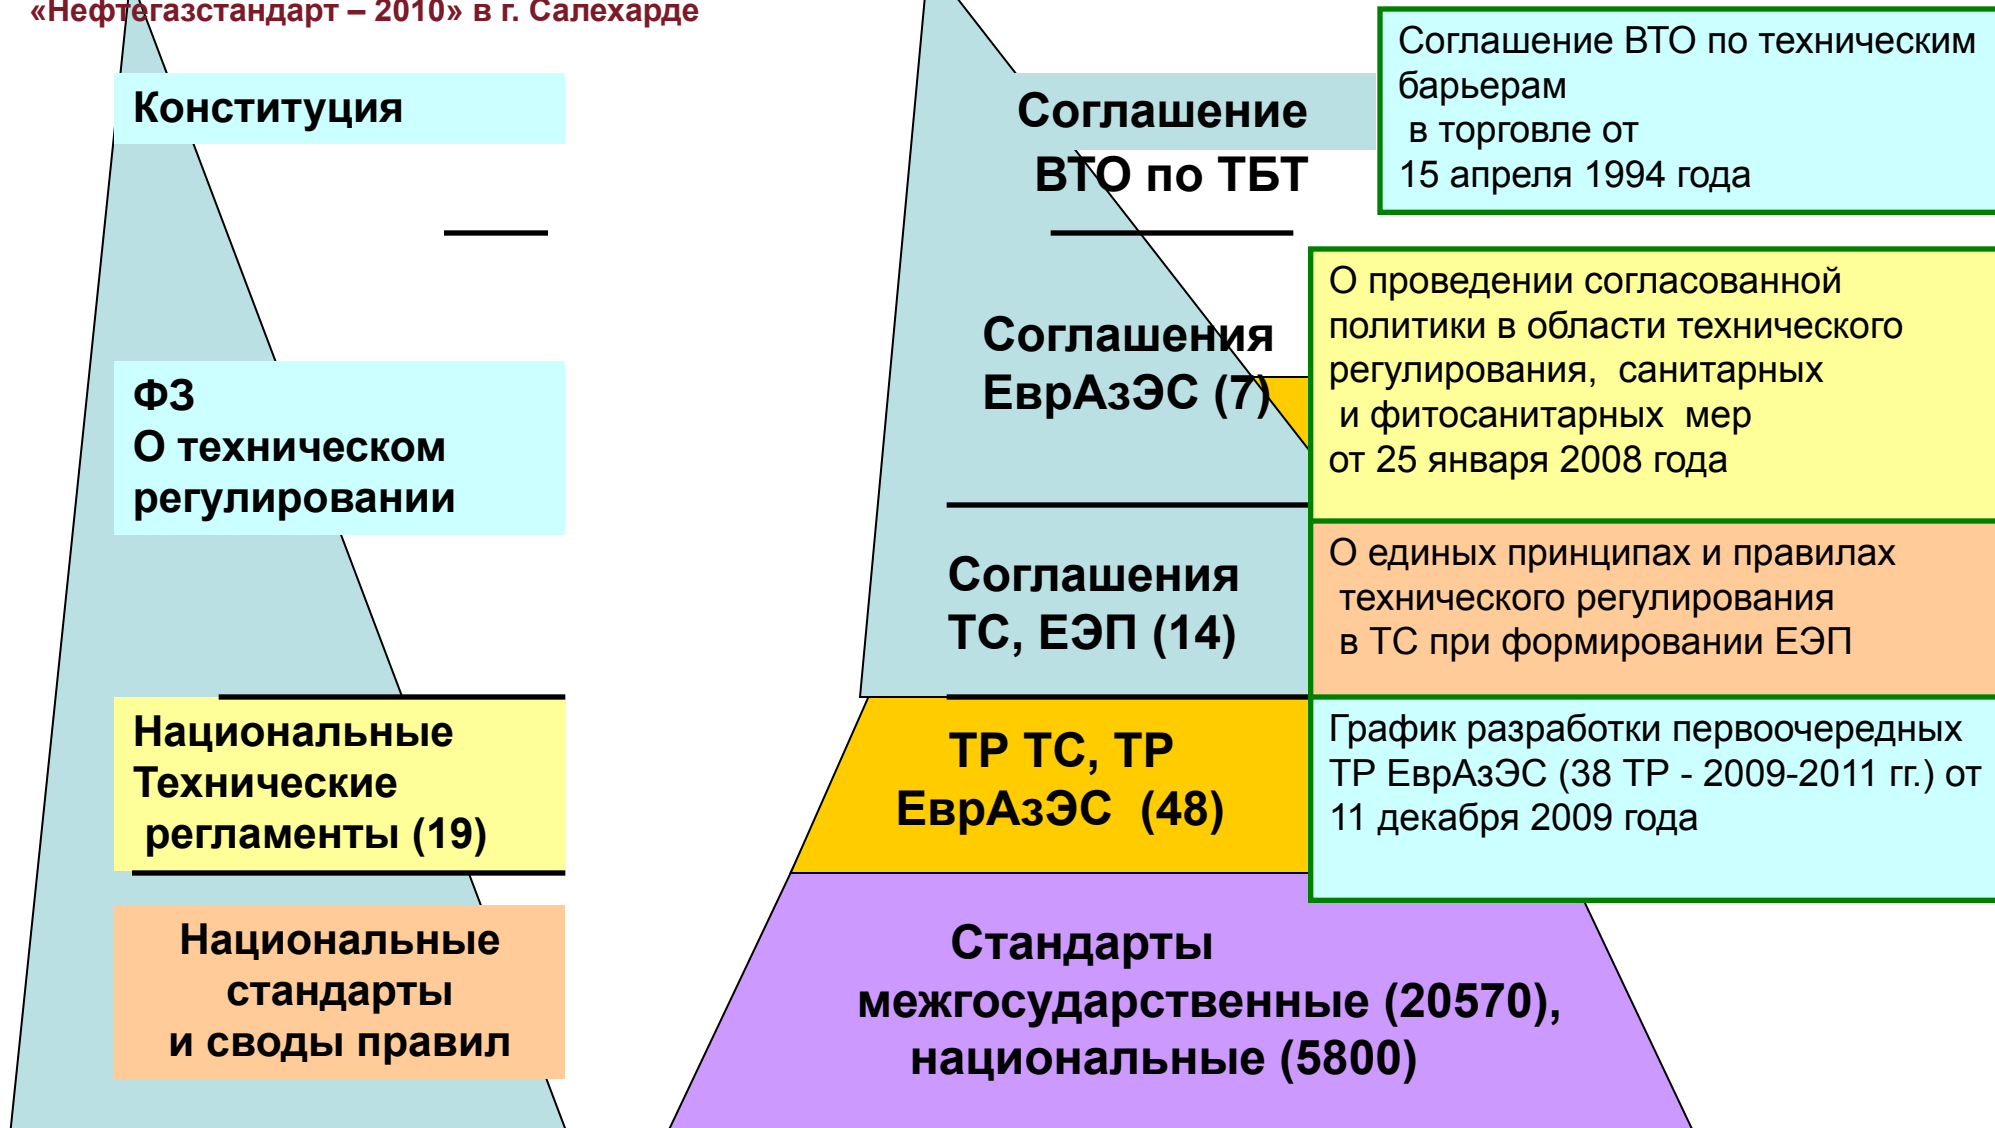 «Нефтегазстандарт – 2010» в г. Салехарде
Конституция
ФЗ
О техническом
регулировании
Национальные
Технические
регламенты (19)
Национальные
стандарты
и своды правил
Соглашение
ВТО по ТБТ
Соглашения
ЕврАзЭС (7)
Соглашения
ТС, ЕЭП (14)
ТР ТС, ТР
ЕврАзЭС (48)
Стандарты
межгосударственные (20570),
национальные (5800)
Соглашение ВТО по техническим
барьерам
в торговле от
15 апреля 1994 года
О проведении согласованной
политики в области технического
регулирования, санитарных
и фитосанитарных мер
от 25 января 2008 года
О единых принципах и правилах
технического регулирования
в ТС при формировании ЕЭП
График разработки первоочередных
ТР ЕврАзЭС (38 ТР - 2009-2011 гг.) от
11 декабря 2009 года